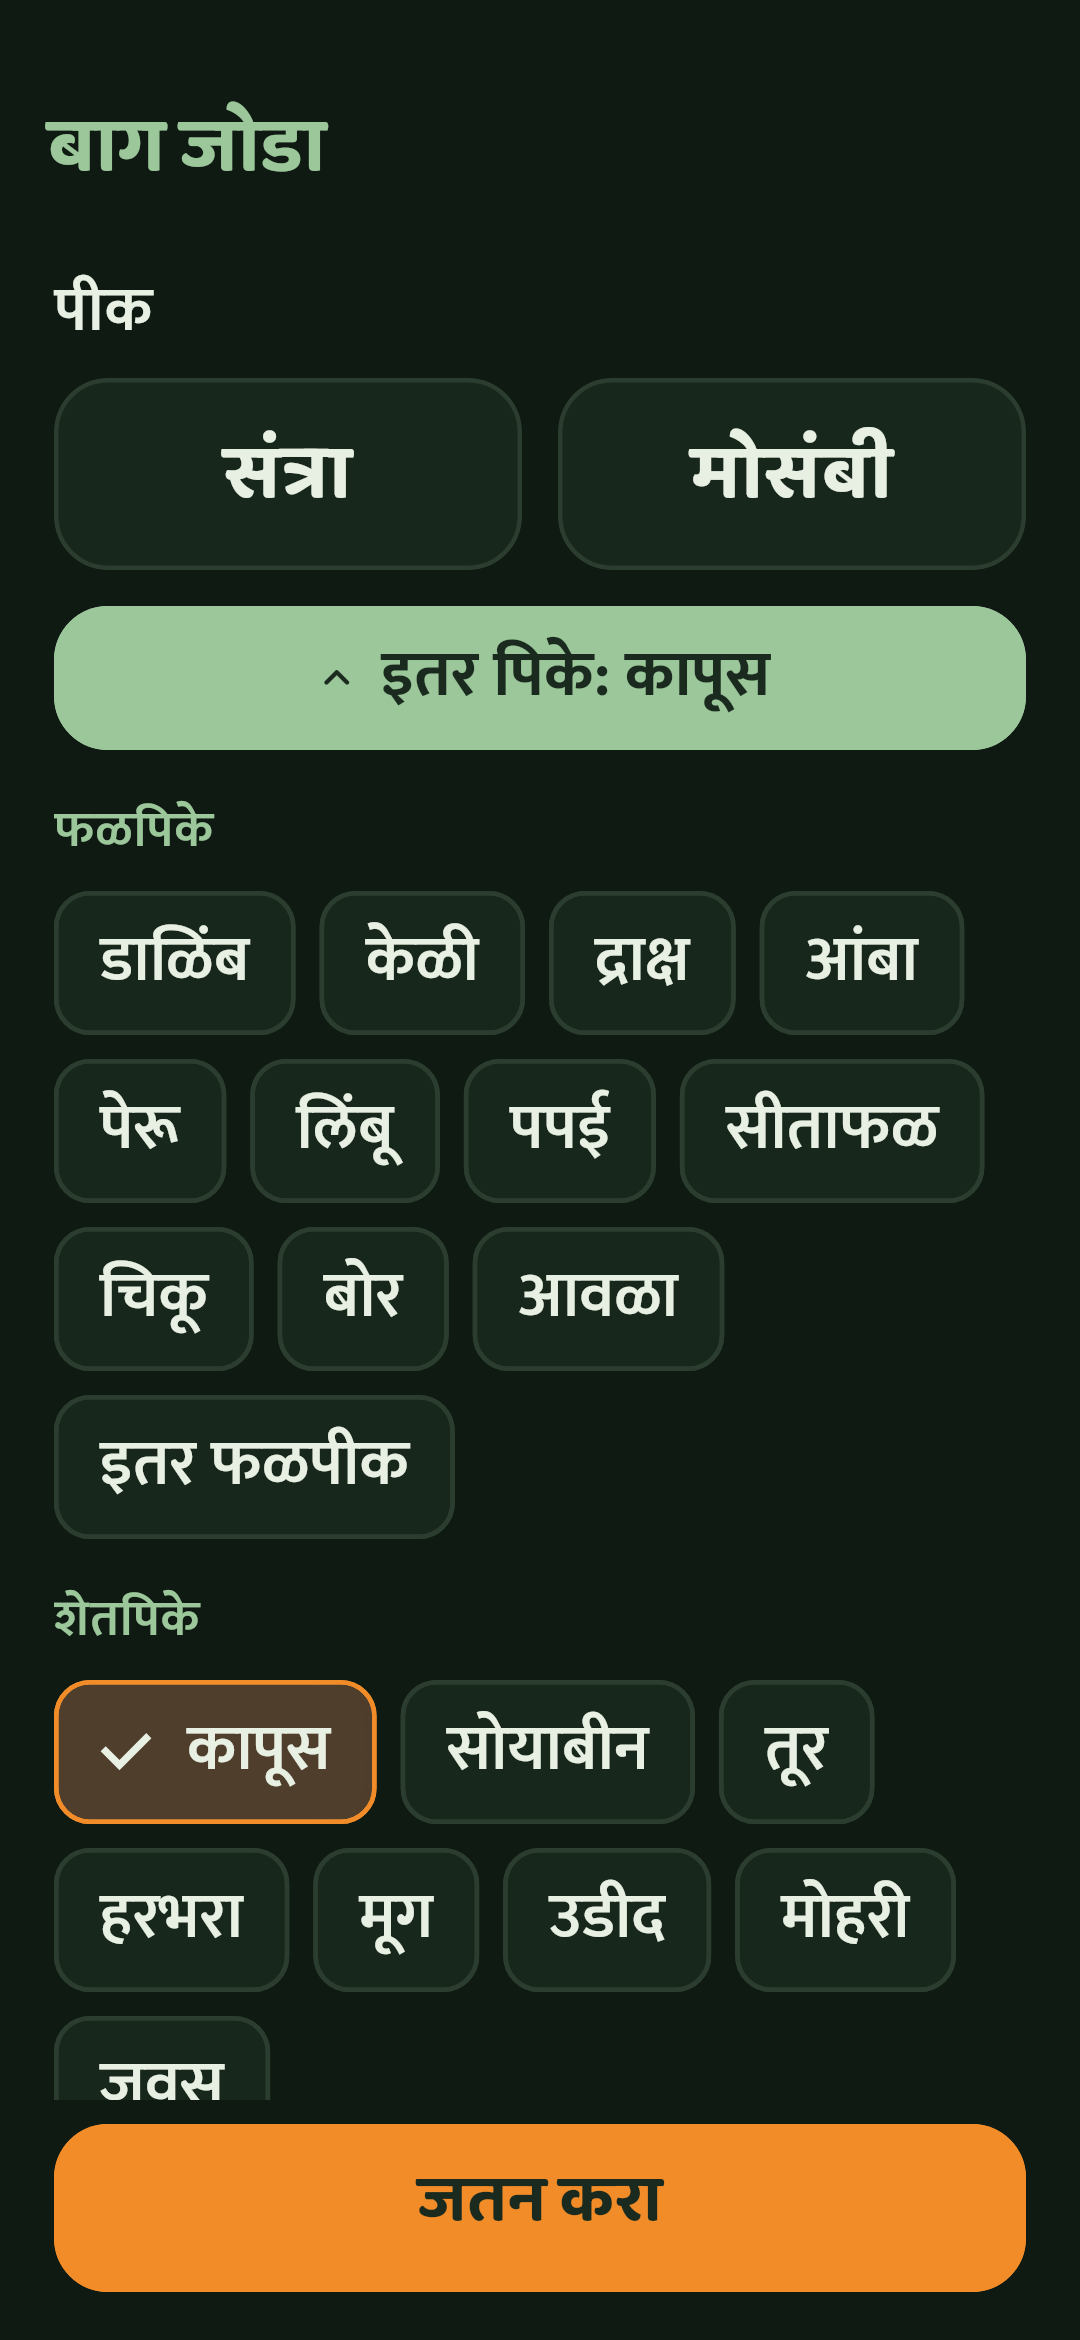 बाग जोडा
पीक
संत्रा मोसंबी
इतर पिके: कापूस
फळपिके
डाळिंब केळी द्राक्ष आंबा
पेरू लिंबू पपई सीताफळ
चिकू बोर आवळा
इतर फळपीक
शेतपिके
कापूस सोयाबीन तूर
हरभरा मूग उडीद मोहरी
जवस
जतन करा